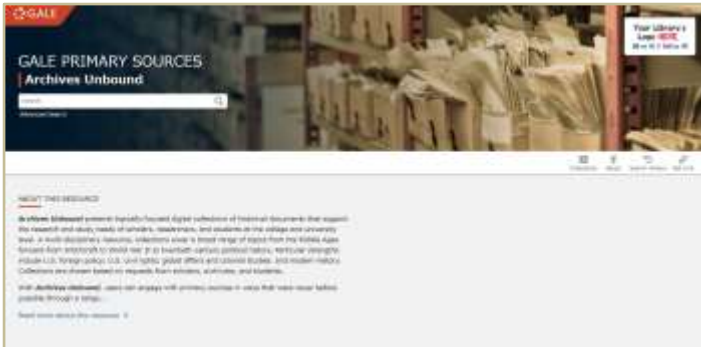 GALE
Your Library's
Logo HERE
GALE PRIMARY SOURCES
Archives Unbound
Search...
Advanced Search
ABOUT THIS RESOURCE
Archives Unbound presents topically-focused digital collections of historical documents that support
the research and study needs of scholars, researchers, and students at the college and university
level. A multi-disciplinary resource, collections cover a broad range of topics from the Middle Ages
forward-from witchcraft to World War II to twentieth-century political history. Particular strengths
include U.S. foreign policy; U.S. civil rights; global affairs and colonial studies; and modern history.
Collections are chosen based on requests from scholars, archivists, and students.
With Archives Unbound, users can engage with primary sources in ways that were never before
possible through a range...
Read more about this resource